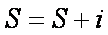 S = S + i